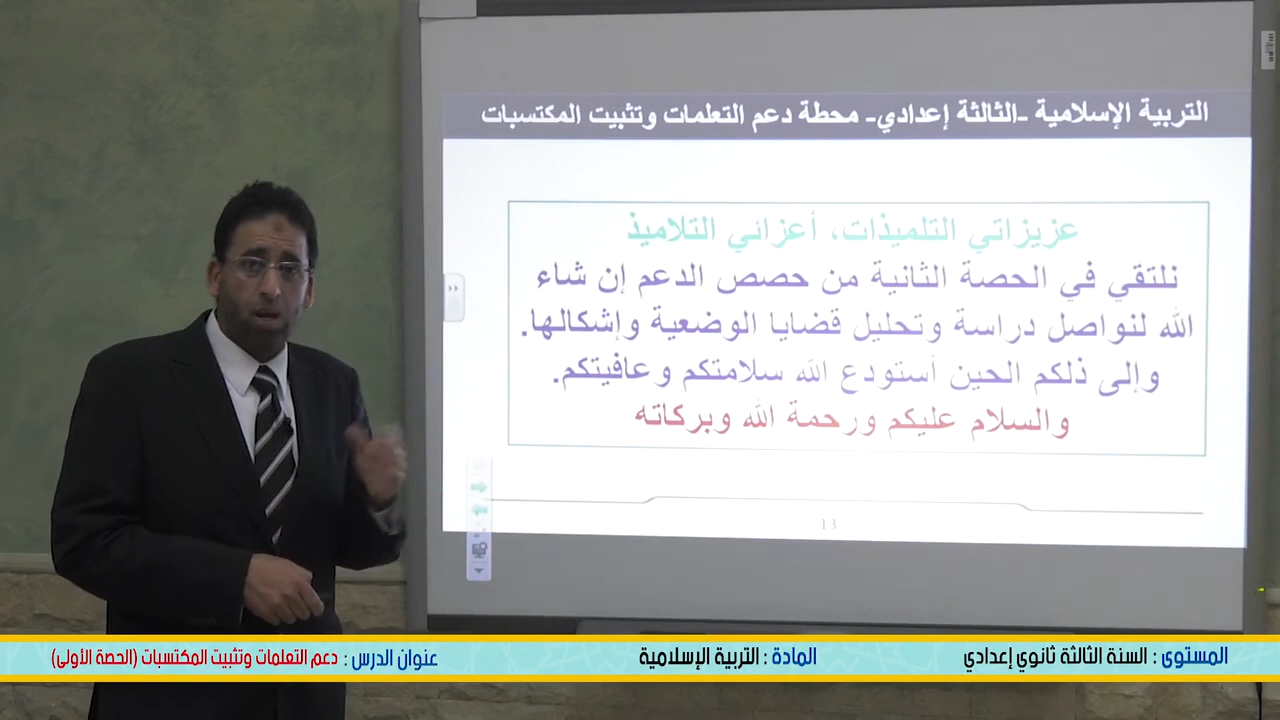 التربية الإسلامية -الثالثة إعدادي- محطة دعم التعلمات وتثبيت المكتسبات
عزيزاتي التلميذات، أعزائي التلاميذ
نلتقي في الحصة الثانية من حصص الدعم إن شاء
الله لنواصل دراسة وتحليل قضايا الوضعية وإشكالها.
وإلى ذلكم الحين أستودع الله سلامتكم وعافيتكم.
والسلام عليكم ورحمة الله وبركاته
13
المستوى : السنة الثالثة ثانوي إعدادي
المادة : التربية الإسلامية
عنوان الدرس : دعم التعلمات وتثبيت المكتسبات (الحصة الأولى)